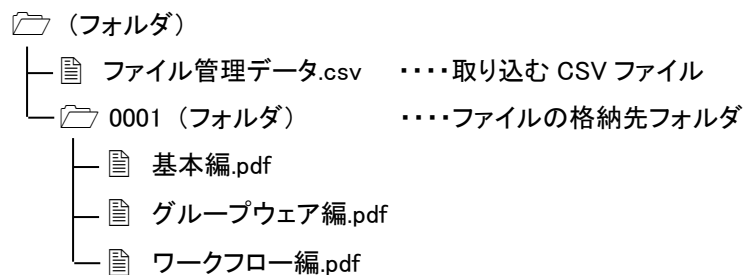 （フォルダ）
ファイル管理データ.csv ････取り込む CSV ファイル
0001（フォルダ） ････ファイルの格納先フォルダ
基本編.pdf
グループウェア編.pdf
ワークフロー編.pdf